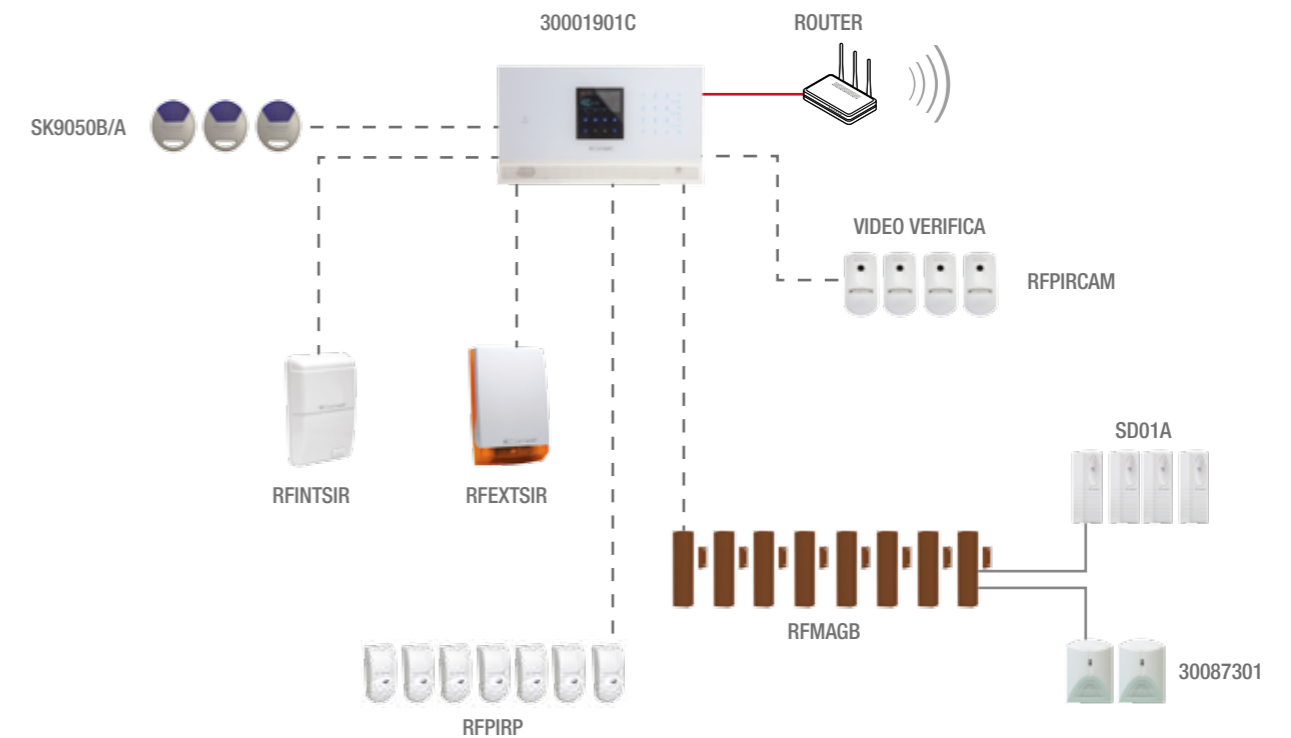 30001901C
ROUTER
SK9050B/A
VIDEO VERIFICA
RFPIRCAM
RFINTSIR
RFEXTSIR
SD01A
RFMAGB
30087301
RFPIRP